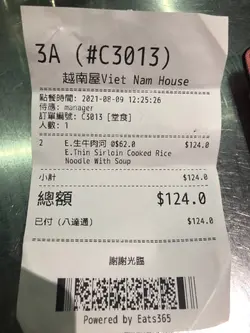 3A (#C3013)
越南屋Viet Nam House
點餐時間: 2021-08-09 12:25:26
侍應: manager
訂單編號: C3013 [堂食]
人數: 1
2 E.生牛肉河 @$62.0 $124.0
E.Thin Sirloin Cooked Rice
Noodle With Soup
小計 $124.0
總額 $124.0
已付 (八達通) $124.0
謝謝光臨
Powered by Eats365